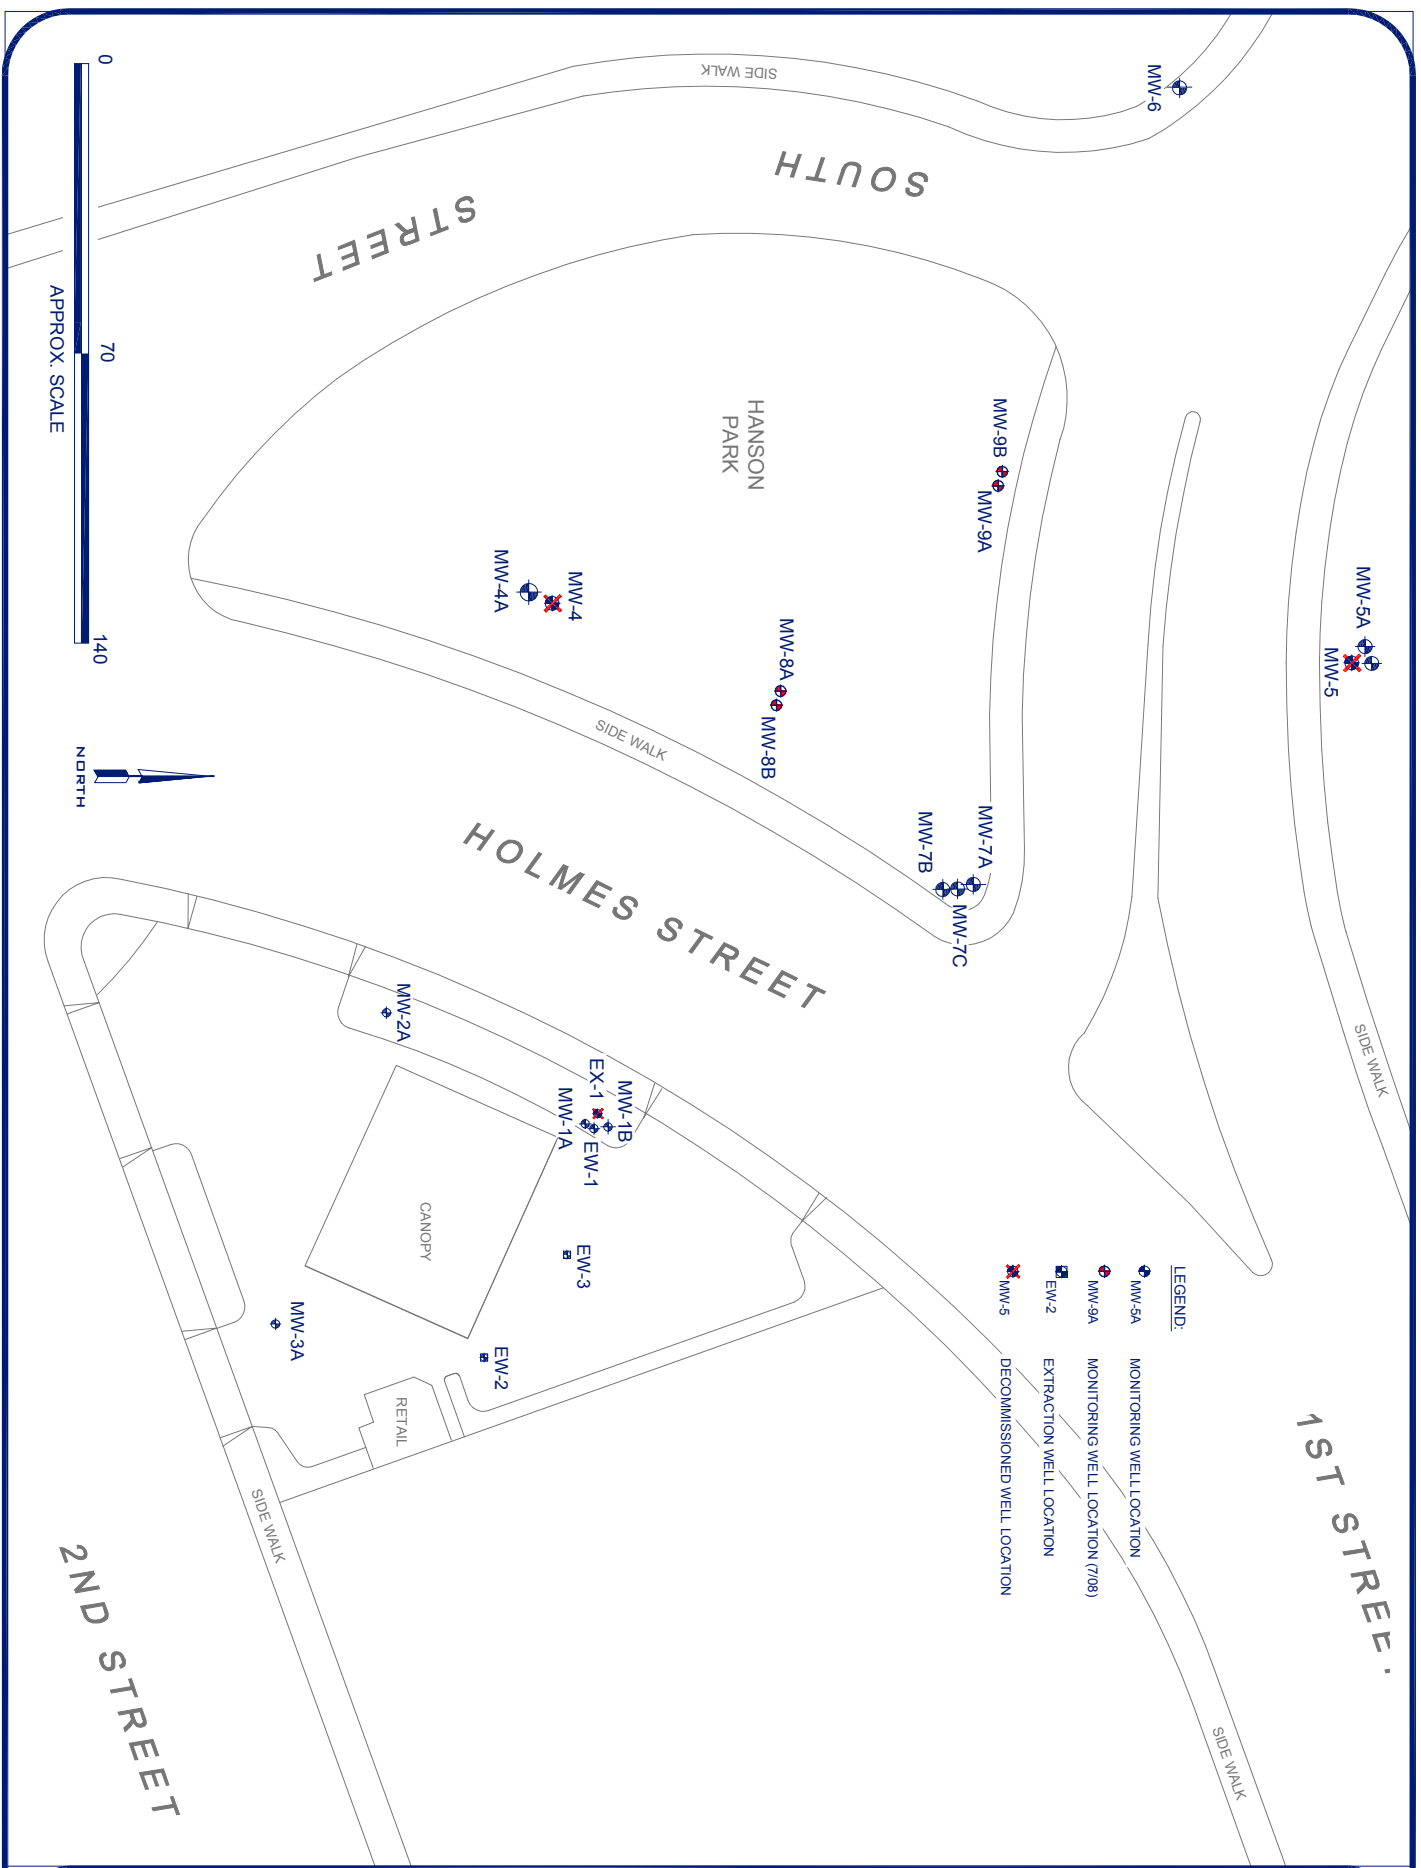 MW-6
SIDE WALK
SOUTH
STREET
0
70
140
APPROX. SCALE
NORTH
HANSON
PARK
MW-9B
MW-9A
MW-5A
MW-5
MW-4
MW-4A
MW-8A
MW-8B
SIDE WALK
MW-7A
MW-7B
MW-7C
HOLMES STREET
SIDE WALK
1ST STREE
MW-2A
EX-1
MW-1B
MW-1A
EW-1
CANOPY
EW-3
EW-2
MW-3A
RETAIL
SIDE WALK
2ND STREET
SIDE WALK
LEGEND:
MW-5A MONITORING WELL LOCATION
MW-9A MONITORING WELL LOCATION (7/08)
EW-2 EXTRACTION WELL LOCATION
MW-5 DECOMMISSIONED WELL LOCATION